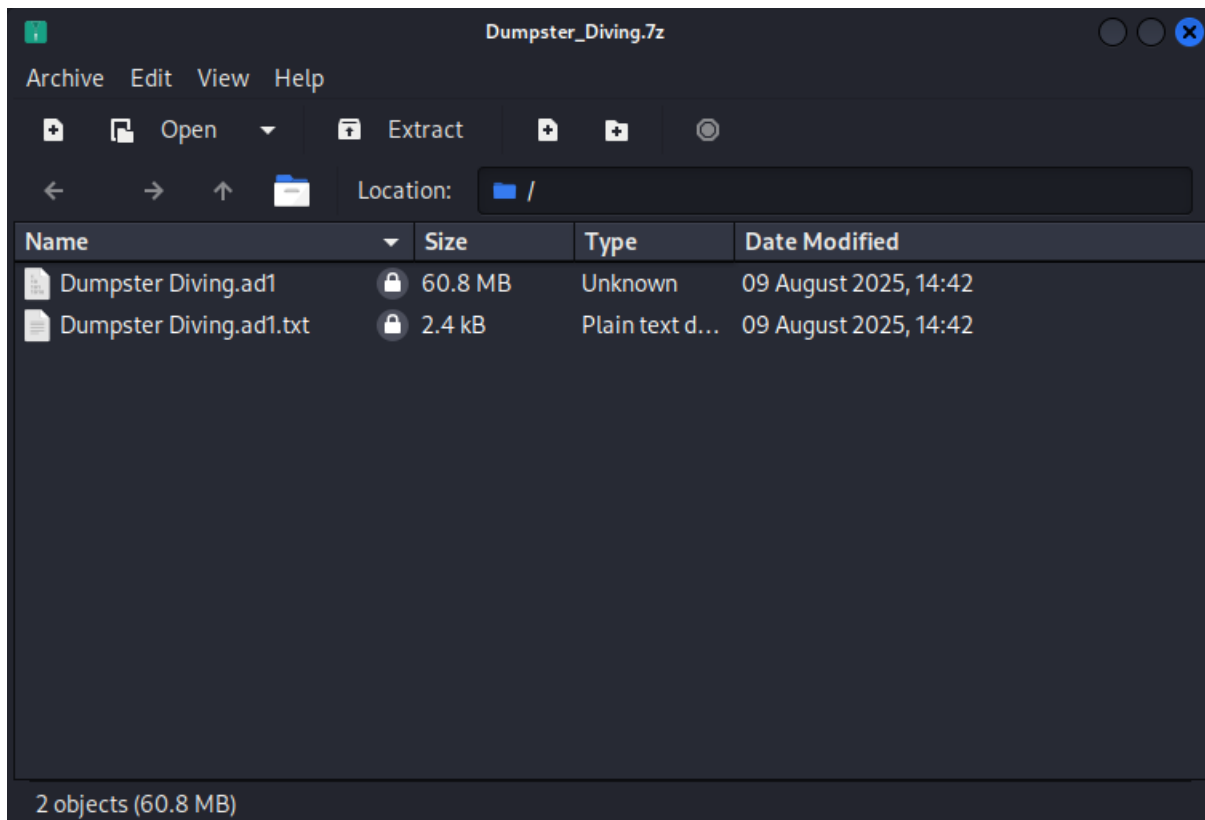 Dumpster_Diving.7z
Archive Edit View Help
Open Extract
Location: /
Name Size Type Date Modified
Dumpster Diving.ad1 60.8 MB Unknown 09 August 2025, 14:42
Dumpster Diving.ad1.txt 2.4 kB Plain text d... 09 August 2025, 14:42
2 objects (60.8 MB)